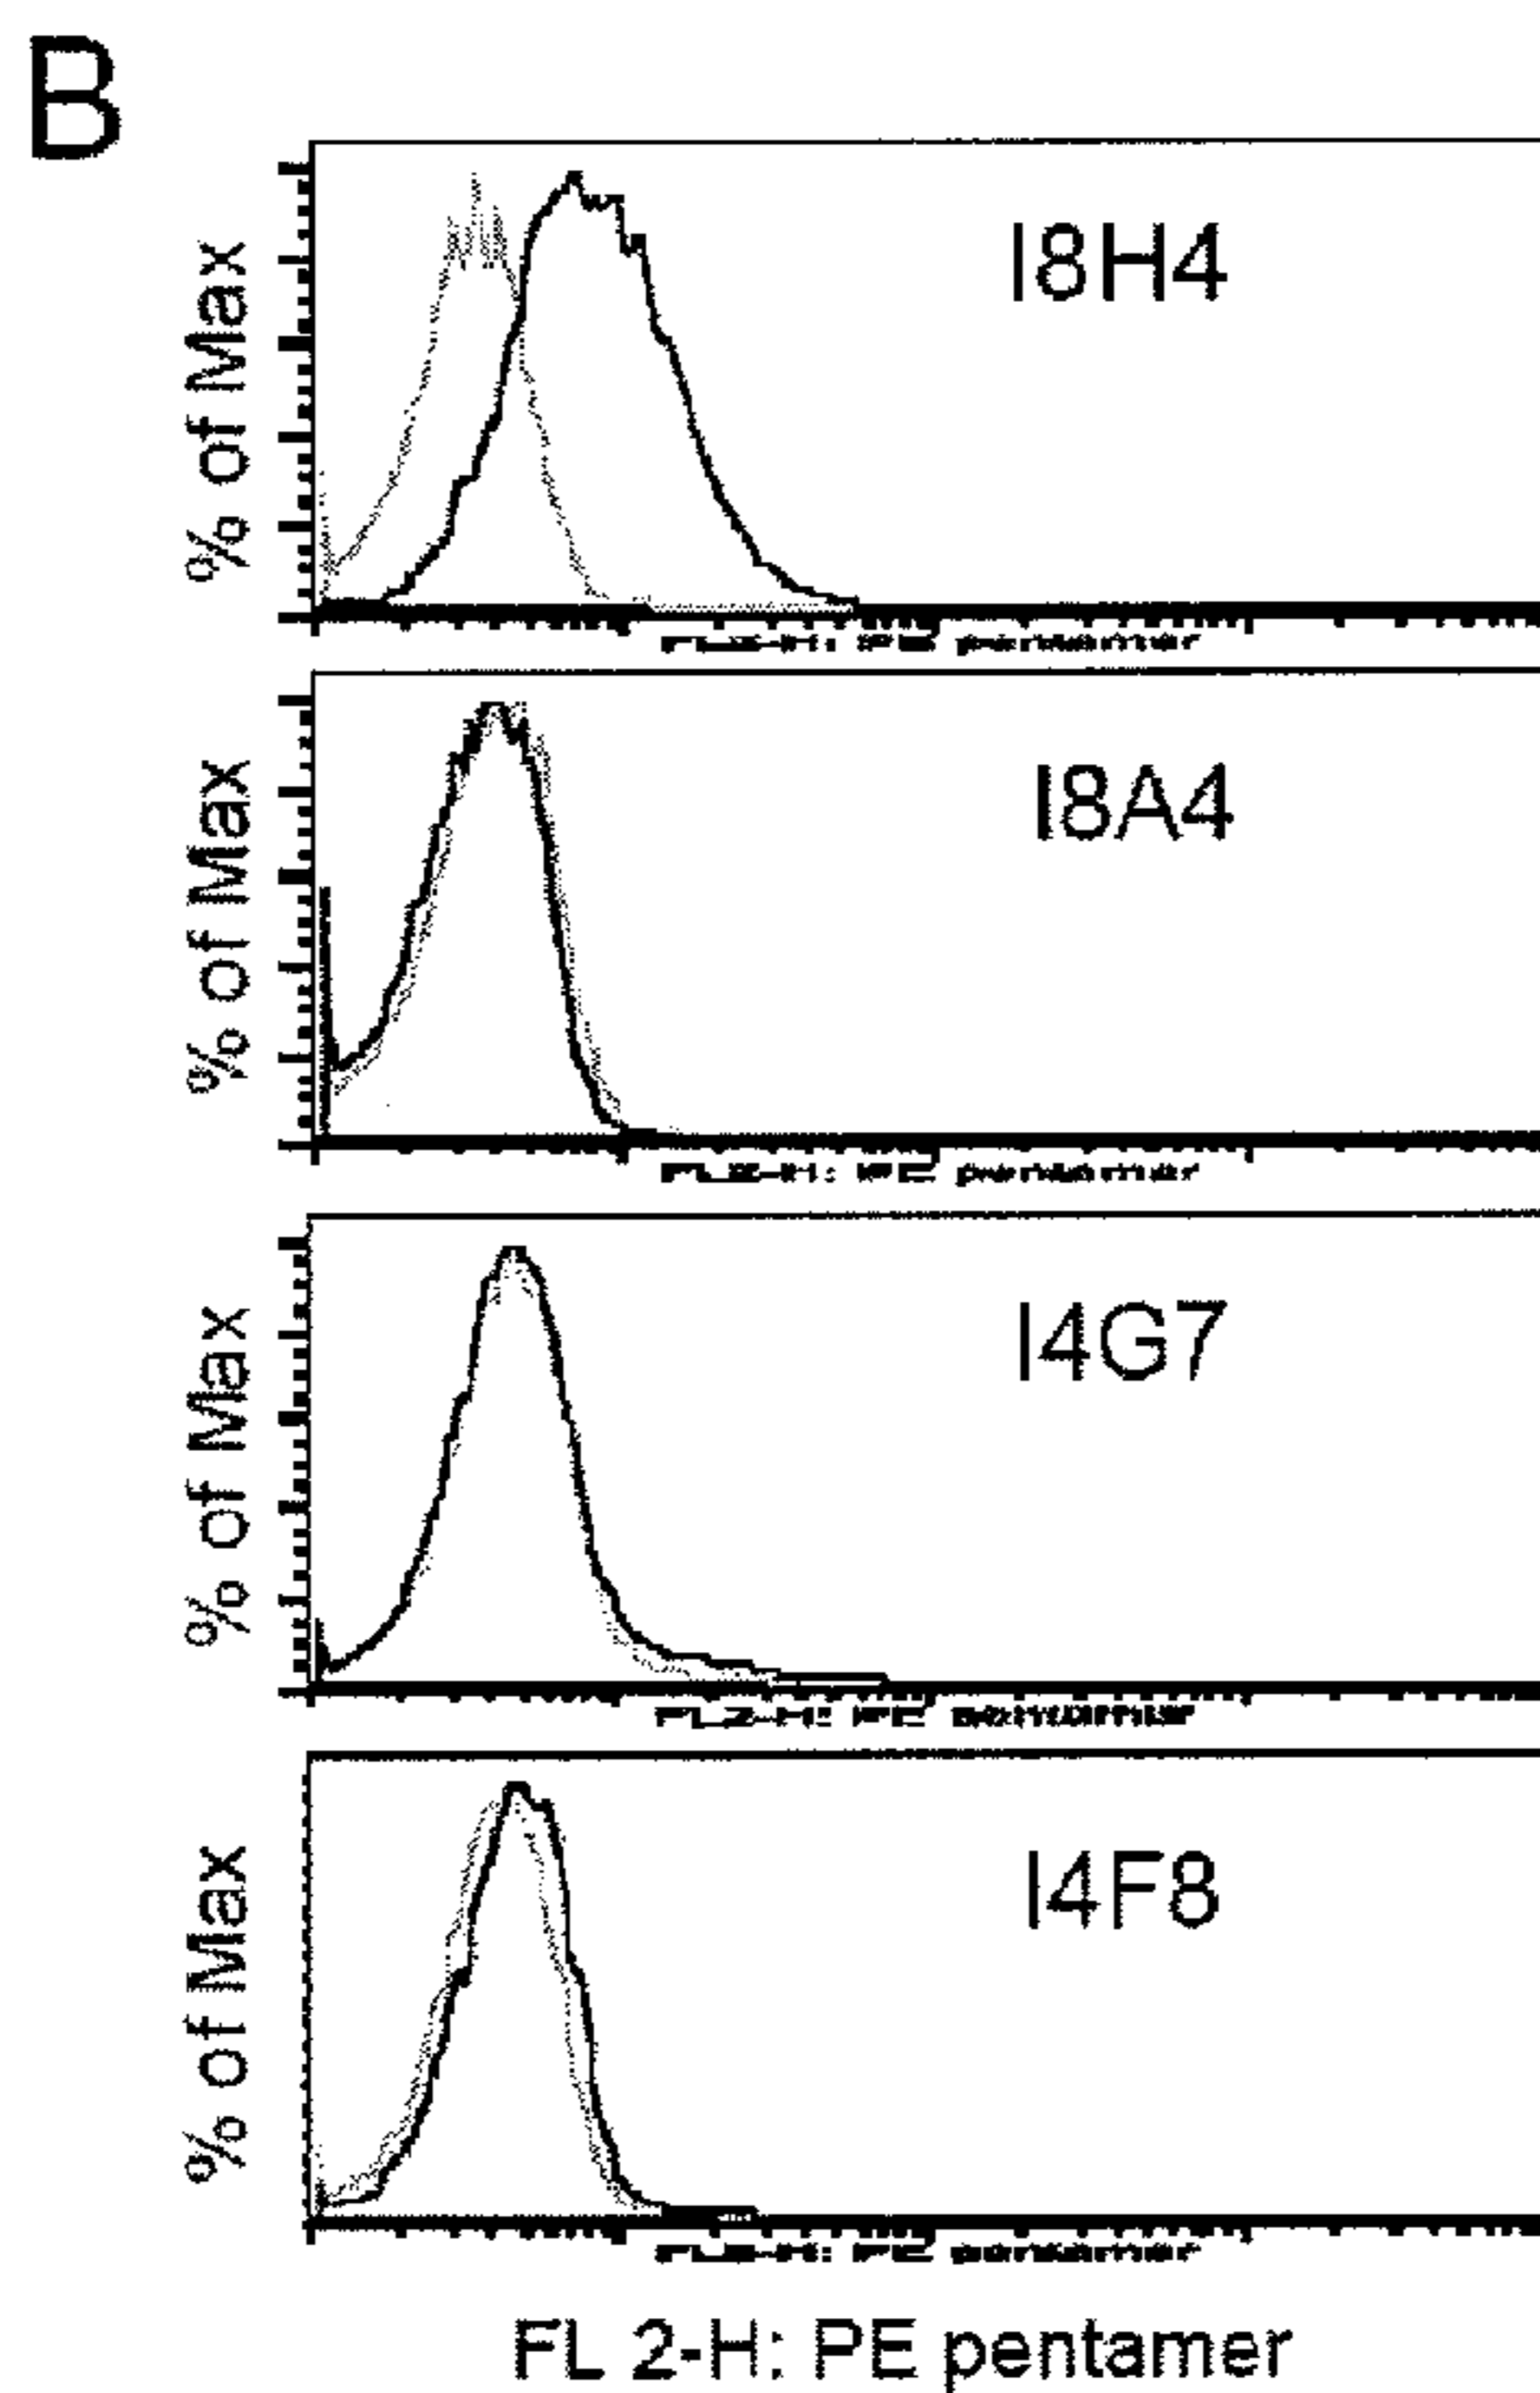 B
% of Max
I8H4
% of Max
I8A4
% of Max
I4G7
% of Max
I4F8
FL 2-H: PE pentamer